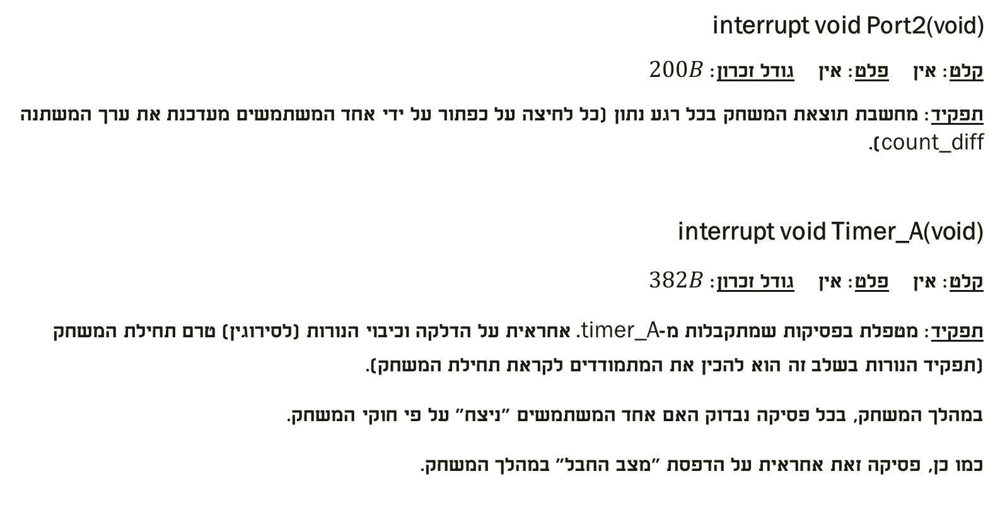 interrupt void Port2(void)
קלט: אין פלט: אין גודל זכרון: 200B
תפקיד: מחשבת תוצאת המשחק בכל רגע נתון (כל לחיצה על כפתור על ידי אחד המשתמשים מעדכנת את ערך המשתנה
count_diff).
interrupt void Timer_A(void)
קלט: אין פלט: אין גודל זכרון: 382B
תפקיד: מטפלת בפסיקות שמתקבלות מ-timer_A. אחראית על הדלקה וכיבוי הנורות (לסירוגין) טרם תחילת המשחק
(תפקיד הנורות בשלב זה הוא להכין את המתמודדים לקראת תחילת המשחק).
במהלך המשחק, בכל פסיקה נבדוק האם אחד המשתמשים "ניצח" על פי חוקי המשחק.
כמו כן, פסיקה זאת אחראית על הדפסת "מצב החבל" במהלך המשחק.